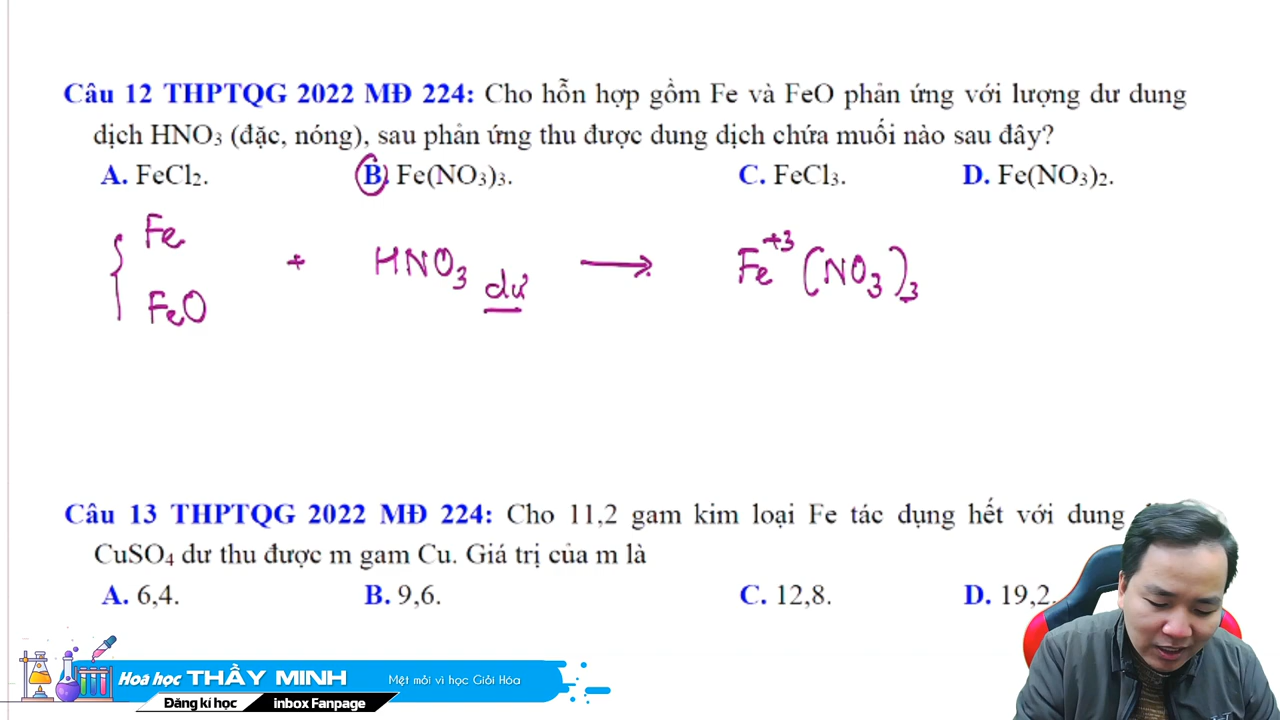 Câu 12 THPTQG 2022 MĐ 224: Cho hỗn hợp gồm Fe và FeO phản ứng với lượng dư dung
dịch HNO₃ (đặc, nóng), sau phản ứng thu được dung dịch chứa muối nào sau đây?
A. FeCl₂. B. Fe(NO₃)₃. C. FeCl₃. D. Fe(NO₃)₂.
{ Fe
FeO
+ HNO₃ dư ⟶ Fe⁺³(NO₃)₃
Câu 13 THPTQG 2022 MĐ 224: Cho 11,2 gam kim loại Fe tác dụng hết với dung
CuSO₄ dư thu được m gam Cu. Giá trị của m là
A. 6,4. B. 9,6. C. 12,8. D. 19,2.
Hoá học THẦY MINH
Mệt mỏi vì học Giỏi Hóa
Đăng kí học inbox Fanpage